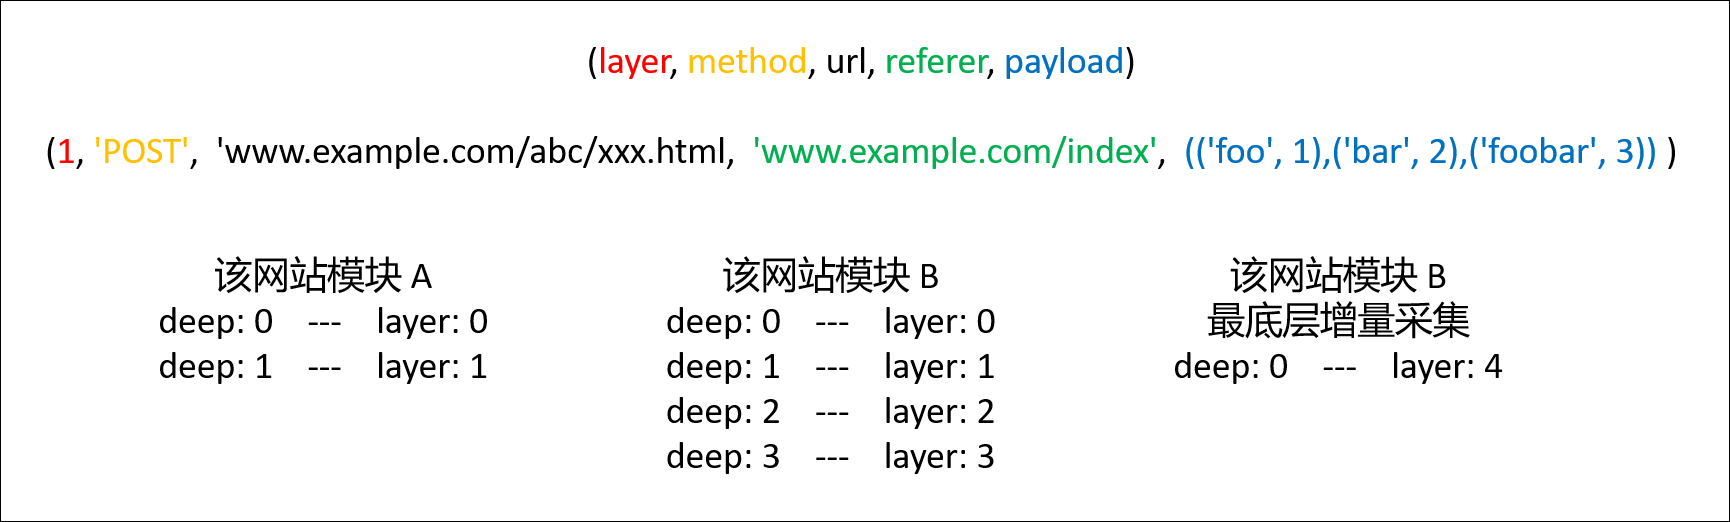 (layer, method, url, referer, payload)
(1, 'POST', 'www.example.com/abc/xxx.html, 'www.example.com/index', (('foo', 1),('bar', 2),('foobar', 3)) )
该网站模块 A
deep: 0 --- layer: 0
deep: 1 --- layer: 1
该网站模块 B
deep: 0 --- layer: 0
deep: 1 --- layer: 1
deep: 2 --- layer: 2
deep: 3 --- layer: 3
该网站模块 B
最底层增量采集
deep: 0 --- layer: 4